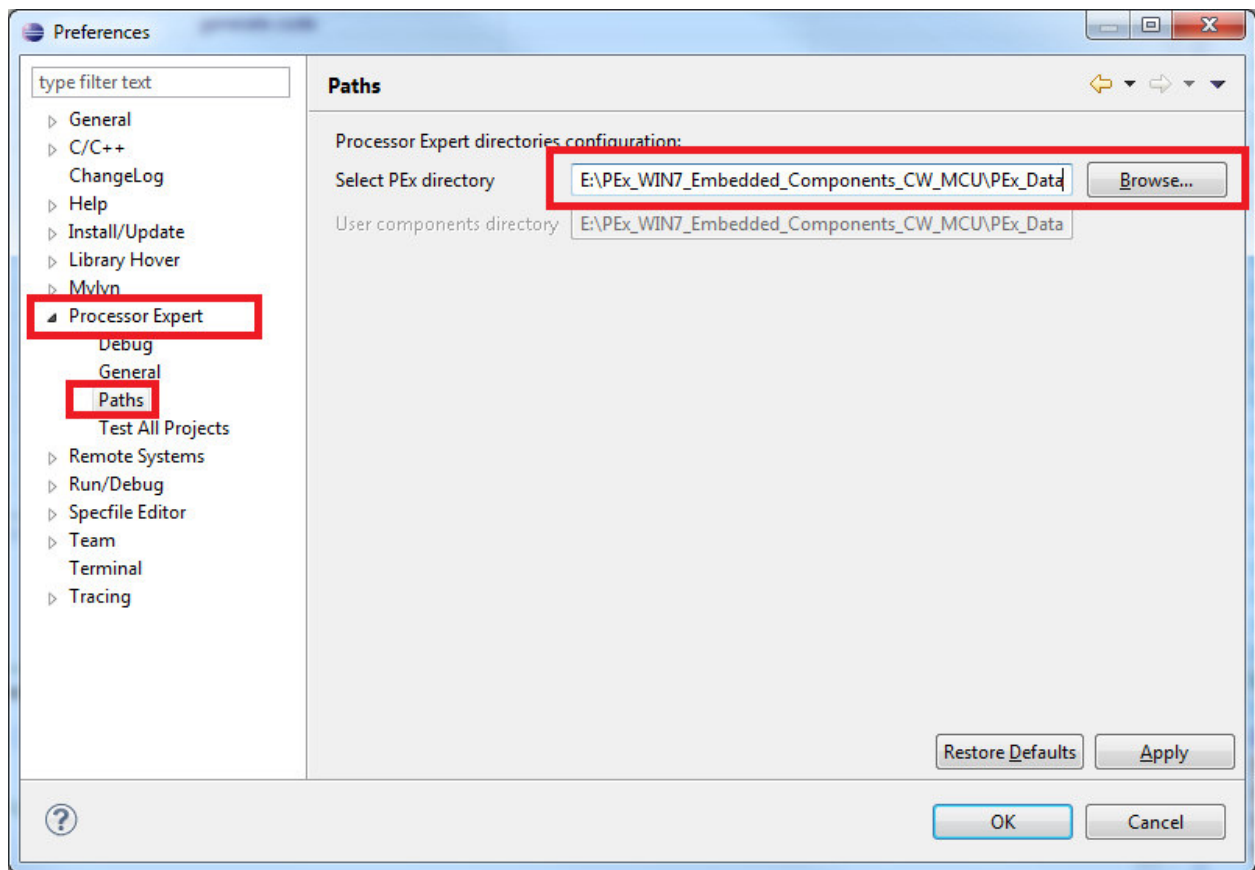 Preferences
type filter text
General
C/C++
ChangeLog
Help
Install/Update
Library Hover
Mylyn
Processor Expert
Debug
General
Paths
Test All Projects
Remote Systems
Run/Debug
Specfile Editor
Team
Terminal
Tracing
Paths
Processor Expert directories configuration:
Select PEx directory E:\PEx_WIN7_Embedded_Components_CW_MCU\PEx_Data Browse...
User components directory E:\PEx_WIN7_Embedded_Components_CW_MCU\PEx_Data
Restore Defaults Apply
? OK Cancel